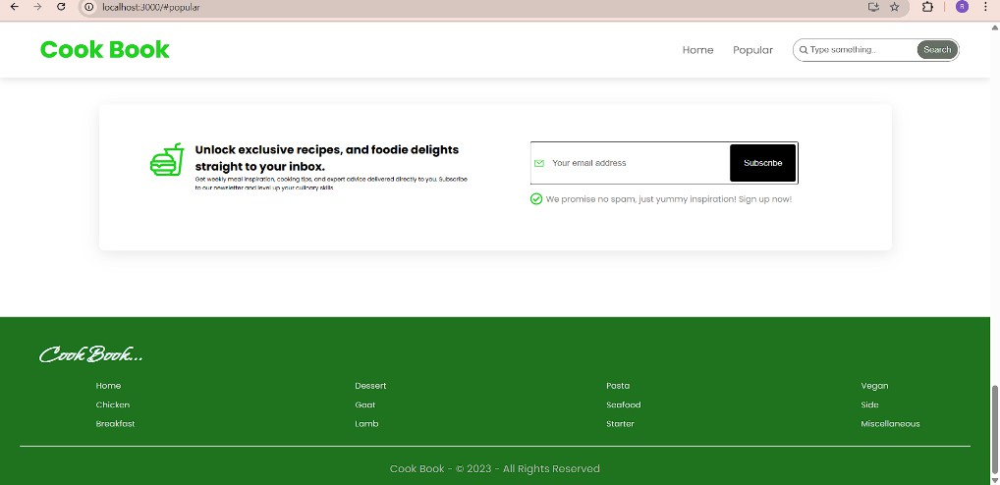 localhost:3000/#popular
R
Cook Book
Home
Popular
Type something...
Search
Unlock exclusive recipes, and foodie delights
straight to your inbox.
Get weekly meal inspiration, cooking tips, and expert advice delivered directly to you. Subscribe
to our newsletter and level up your culinary skills
Your email address
Subscribe
We promise no spam, just yummy inspiration! Sign up now!
Cook Book...
Home
Dessert
Pasta
Vegan
Chicken
Goat
Seafood
Side
Breakfast
Lamb
Starter
Miscellaneous
Cook Book - © 2023 - All Rights Reserved